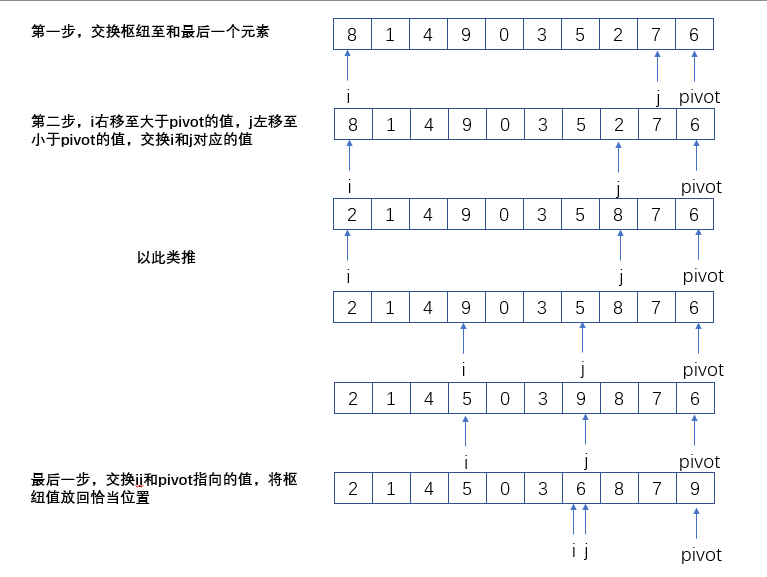 第一步，交换枢纽至和最后一个元素
8 1 4 9 0 3 5 2 7 6
i j pivot
第二步，i右移至大于pivot的值，j左移至
小于pivot的值，交换i和j对应的值
8 1 4 9 0 3 5 2 7 6
i j pivot
2 1 4 9 0 3 5 8 7 6
以此类推
i j pivot
2 1 4 9 0 3 5 8 7 6
i j pivot
2 1 4 5 0 3 9 8 7 6
i j pivot
最后一步，交换ij和pivot指向的值，将枢
纽值放回恰当位置
2 1 4 5 0 3 6 8 7 9
i j pivot